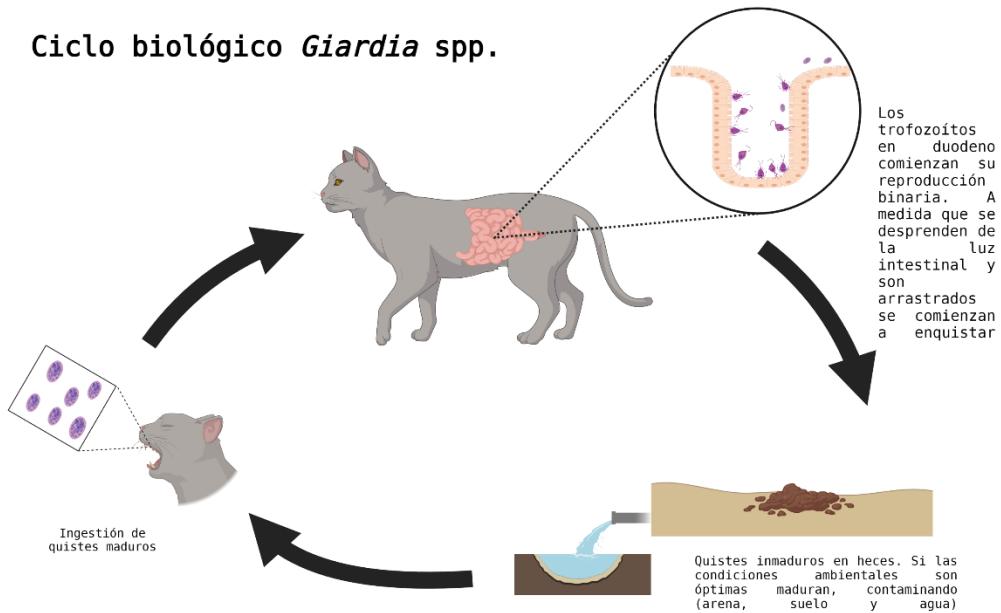 Ciclo biológico Giardia spp.
Los
trofozoítos
en duodeno
comienzan su
reproducción
binaria. A
medida que se
desprenden de
la luz
intestinal y
son
arrastrados
se comienzan
a enquistar
Ingestión de
quistes maduros
Quistes inmaduros en heces. Si las
condiciones ambientales son
óptimas maduran, contaminando
(arena, suelo y agua)